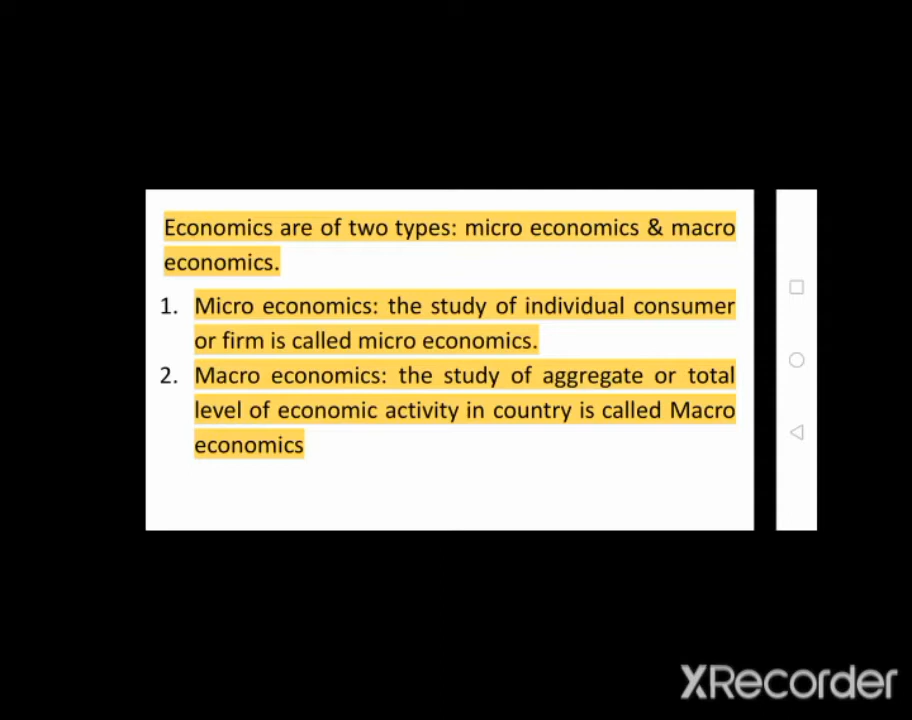 Economics are of two types: micro economics & macro
economics.
1. Micro economics: the study of individual consumer
or firm is called micro economics.
2. Macro economics: the study of aggregate or total
level of economic activity in country is called Macro
economics
XRecorder